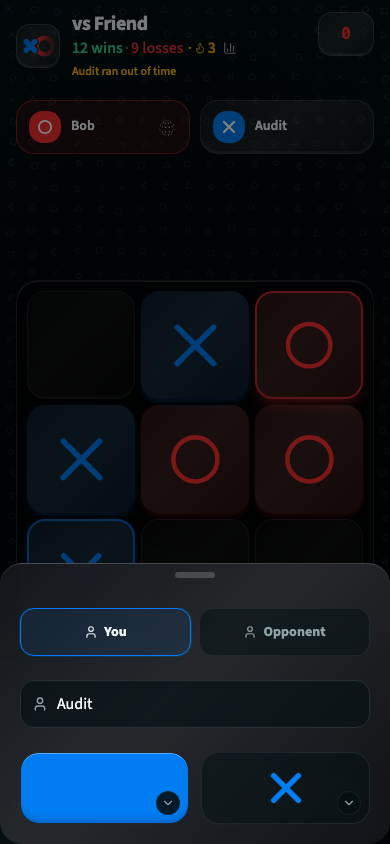 vs Friend
12 wins · 9 losses · 3
Audit ran out of time
0
Bob
Audit
You
Opponent
Audit